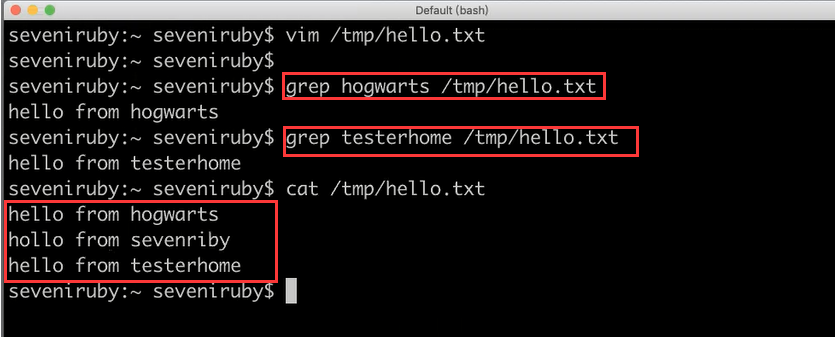 Default (bash)
seveniruby:~ seveniruby$ vim /tmp/hello.txt
seveniruby:~ seveniruby$
seveniruby:~ seveniruby$ grep hogwarts /tmp/hello.txt
hello from hogwarts
seveniruby:~ seveniruby$ grep testerhome /tmp/hello.txt
hello from testerhome
seveniruby:~ seveniruby$ cat /tmp/hello.txt
hello from hogwarts
hollo from sevenriby
hello from testerhome
seveniruby:~ seveniruby$